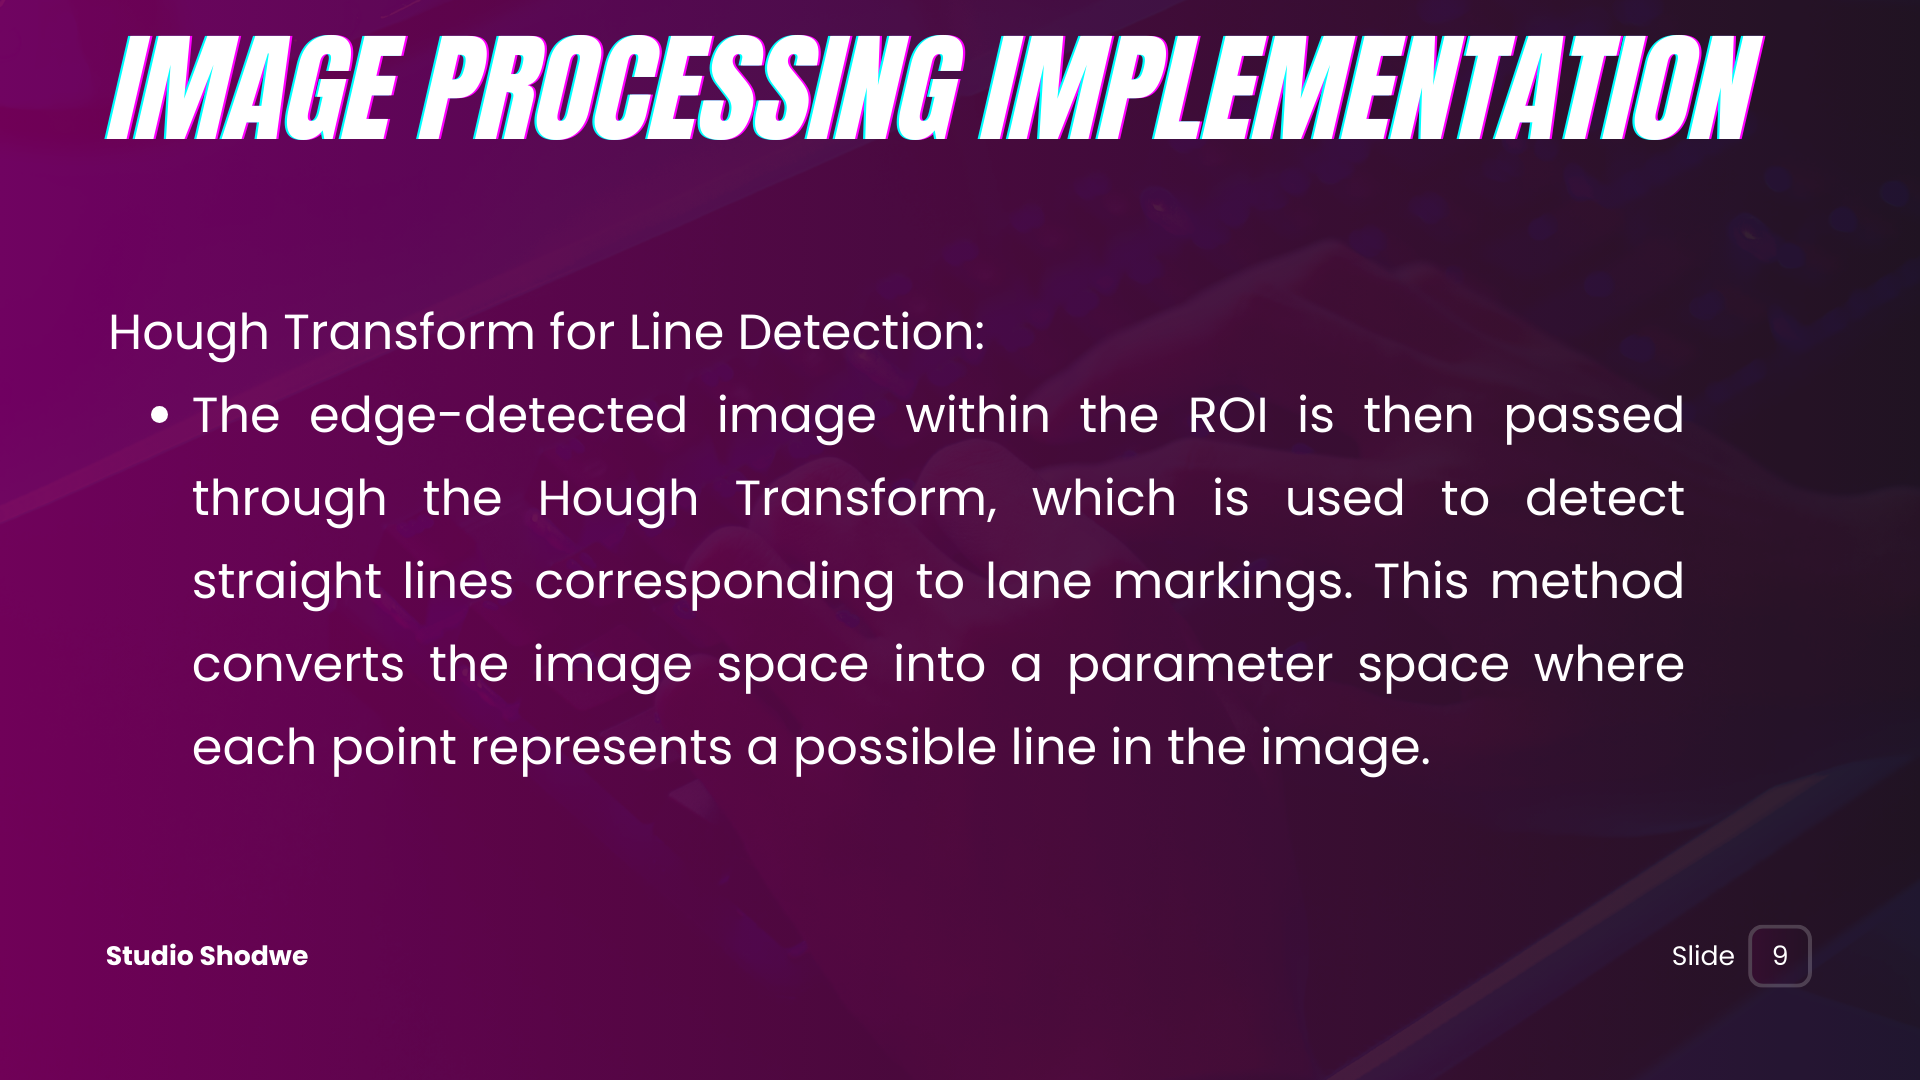 IMAGE PROCESSING IMPLEMENTATION
Hough Transform for Line Detection:
• The edge-detected image within the ROI is then passed
through the Hough Transform, which is used to detect
straight lines corresponding to lane markings. This method
converts the image space into a parameter space where
each point represents a possible line in the image.
Studio Shodwe
Slide 9